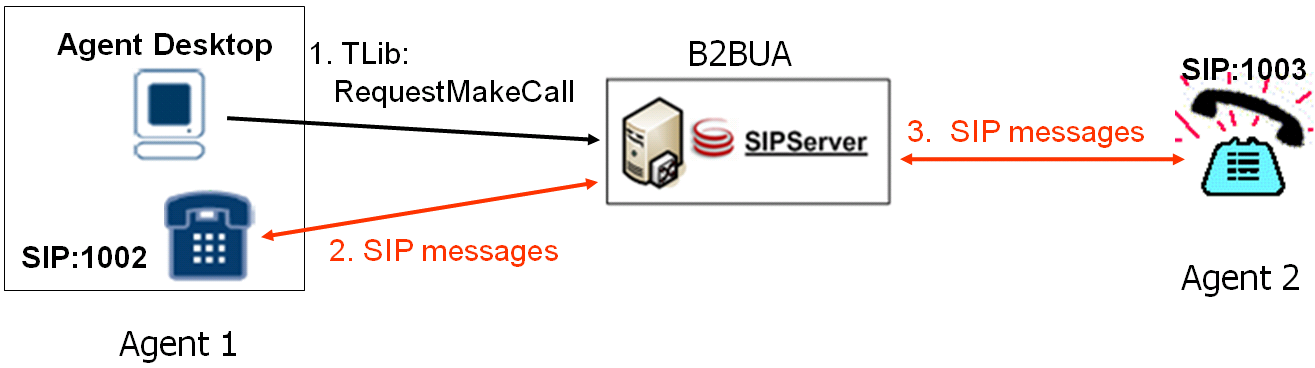 Agent Desktop
1. TLib:
RequestMakeCall
B2BUA
SIP:1003
SIPServer
3. SIP messages
SIP:1002
2. SIP messages
Agent 2
Agent 1